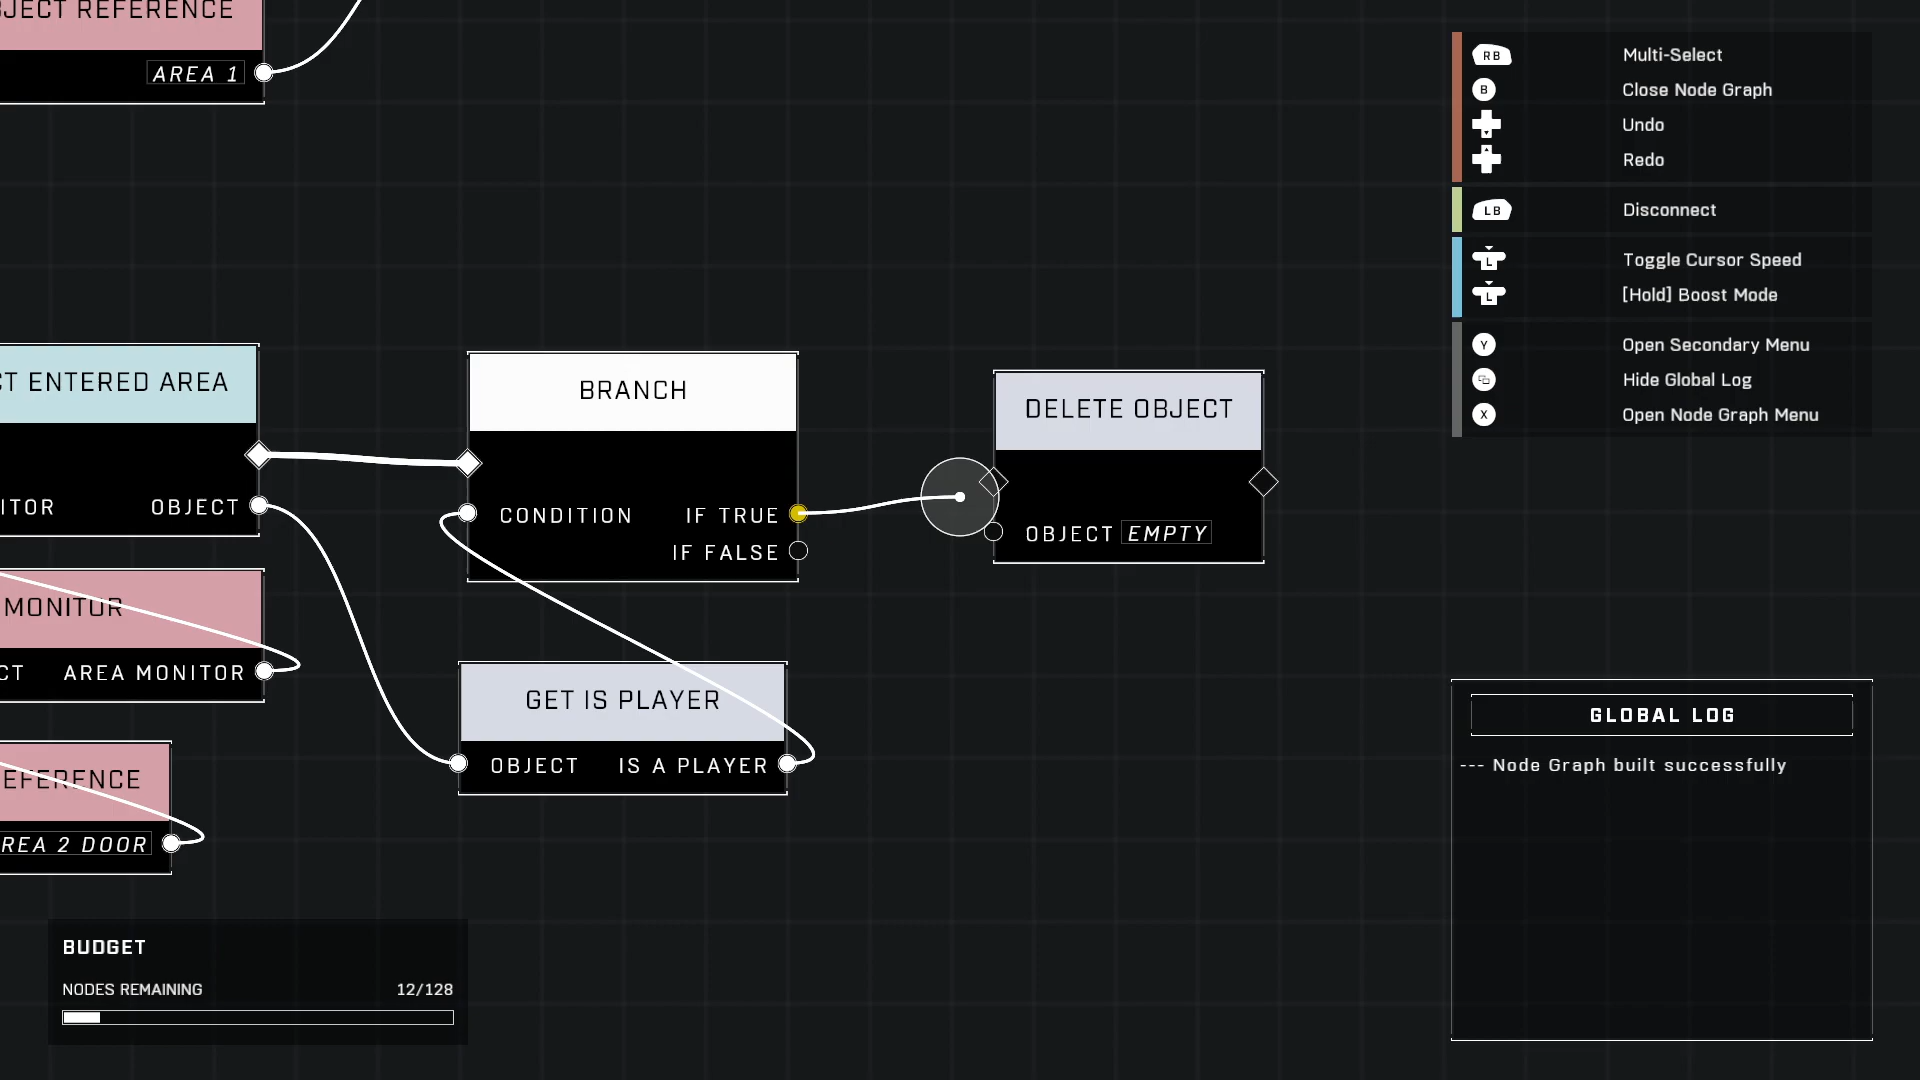 JECT REFERENCE
AREA 1
CT ENTERED AREA
ITOR OBJECT
MONITOR
CT AREA MONITOR
EFERENCE
REA 2 DOOR
BRANCH
CONDITION IF TRUE
IF FALSE
GET IS PLAYER
OBJECT IS A PLAYER
DELETE OBJECT
OBJECT EMPTY
BUDGET
NODES REMAINING 12/128
RB Multi-Select
B Close Node Graph
Undo
Redo
LB Disconnect
L Toggle Cursor Speed
L [Hold] Boost Mode
Y Open Secondary Menu
Hide Global Log
X Open Node Graph Menu
GLOBAL LOG
--- Node Graph built successfully